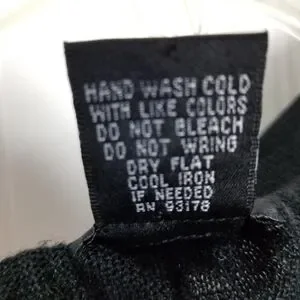 HAND WASH COLD
WITH LIKE COLORS
DO NOT BLEACH
DO NOT WRING
DRY FLAT
COOL IRON
IF NEEDED
RN 93178